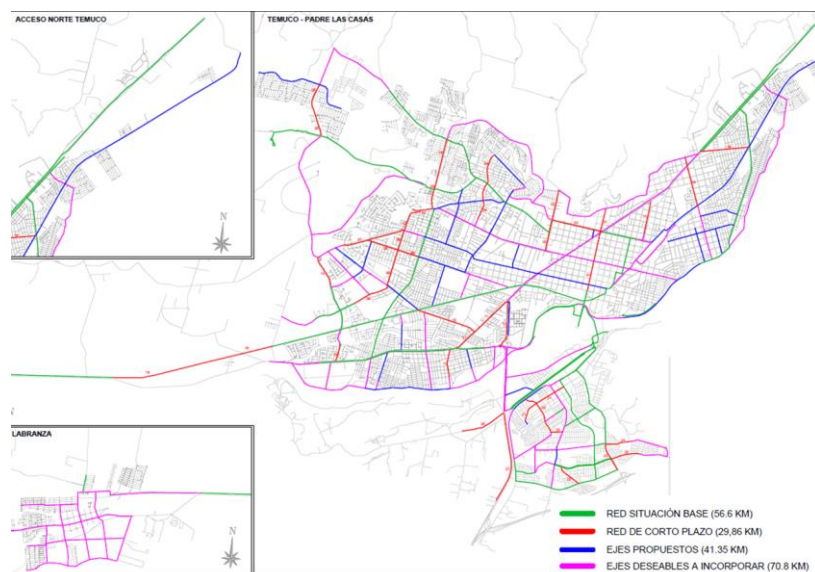 ACCESO NORTE TEMUCO
TEMUCO - PADRE LAS CASAS
N
LABRANZA
N
RED SITUACIÓN BASE (56.6 KM)
RED DE CORTO PLAZO (29,86 KM)
EJES PROPUESTOS (41.35 KM)
EJES DESEABLES A INCORPORAR (70.8 KM)